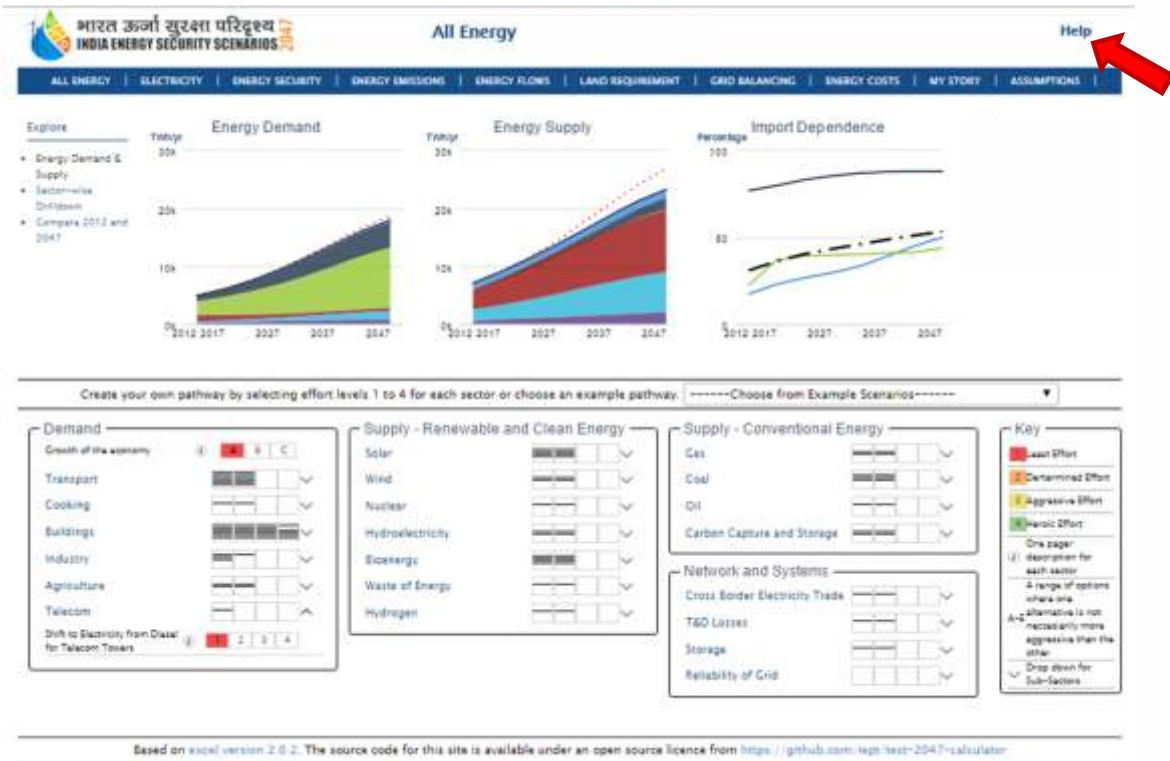 भारत ऊर्जा सुरक्षा परिदृश्य
INDIA ENERGY SECURITY SCENARIOS 2047
All Energy
Help
ALL ENERGY | ELECTRICITY | ENERGY SECURITY | ENERGY EMISSIONS | ENERGY FLOWS | LAND REQUIREMENT | GRID BALANCING | ENERGY COSTS | MY STORY | ASSUMPTIONS |
Explore
Energy Demand &
Supply
Sector-wise
Drilldown
Compare 2012 and
2047
Energy Demand
TWh/yr
30k
20k
10k
0k
2012 2017 2027 2037 2047
Energy Supply
TWh/yr
30k
20k
10k
0k
2012 2017 2027 2037 2047
Import Dependence
Percentage
100
50
0
2012 2017 2027 2037 2047
Create your own pathway by selecting effort levels 1 to 4 for each sector or choose an example pathway. ------Choose from Example Scenarios------
Demand
Growth of the economy i A B C
Transport
Cooking
Buildings
Industry
Agriculture
Telecom
Shift to Electricity from Diesel
for Telecom Towers i 1 2 3 4
Supply - Renewable and Clean Energy
Solar
Wind
Nuclear
Hydroelectricity
Bioenergy
Waste of Energy
Hydrogen
Supply - Conventional Energy
Gas
Coal
Oil
Carbon Capture and Storage
Network and Systems
Cross Border Electricity Trade
T&D Losses
Storage
Reliability of Grid
Key
1 Least Effort
2 Determined Effort
3 Aggressive Effort
4 Heroic Effort
One pager
i description for
each sector
A range of options
where one
alternative is not
necessarily more
aggressive than the
other
Drop down for
Sub-Sectors
Based on excel version 2.0.2. The source code for this site is available under an open source licence from https://github.com/